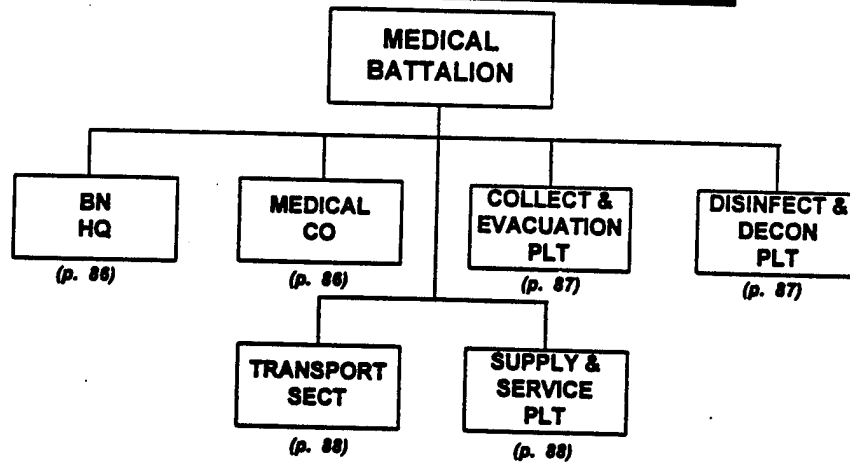 MEDICAL
BATTALION
BN
HQ
(p. 86)
MEDICAL
CO
(p. 86)
COLLECT &
EVACUATION
PLT
(p. 87)
DISINFECT &
DECON
PLT
(p. 87)
TRANSPORT
SECT
(p. 88)
SUPPLY &
SERVICE
PLT
(p. 88)